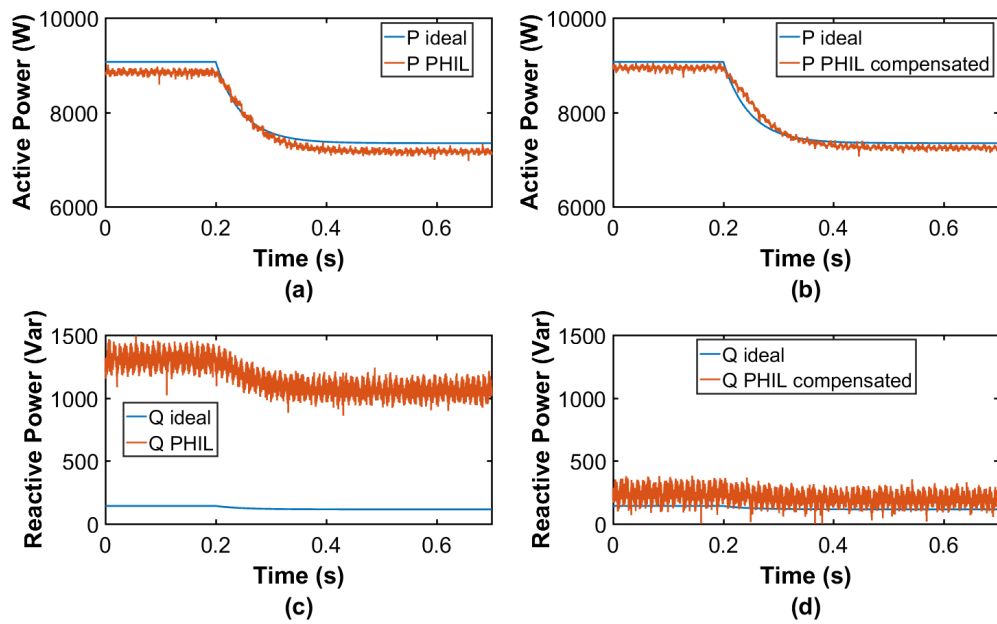 10000
8000
6000
Active Power (W)
P ideal
P PHIL
0
0.2
0.4
0.6
Time (s)
(a)
10000
8000
6000
Active Power (W)
P ideal
P PHIL compensated
0
0.2
0.4
0.6
Time (s)
(b)
1500
1000
500
0
Reactive Power (Var)
Q ideal
Q PHIL
0
0.2
0.4
0.6
Time (s)
(c)
1500
1000
500
0
Reactive Power (Var)
Q ideal
Q PHIL compensated
0
0.2
0.4
0.6
Time (s)
(d)